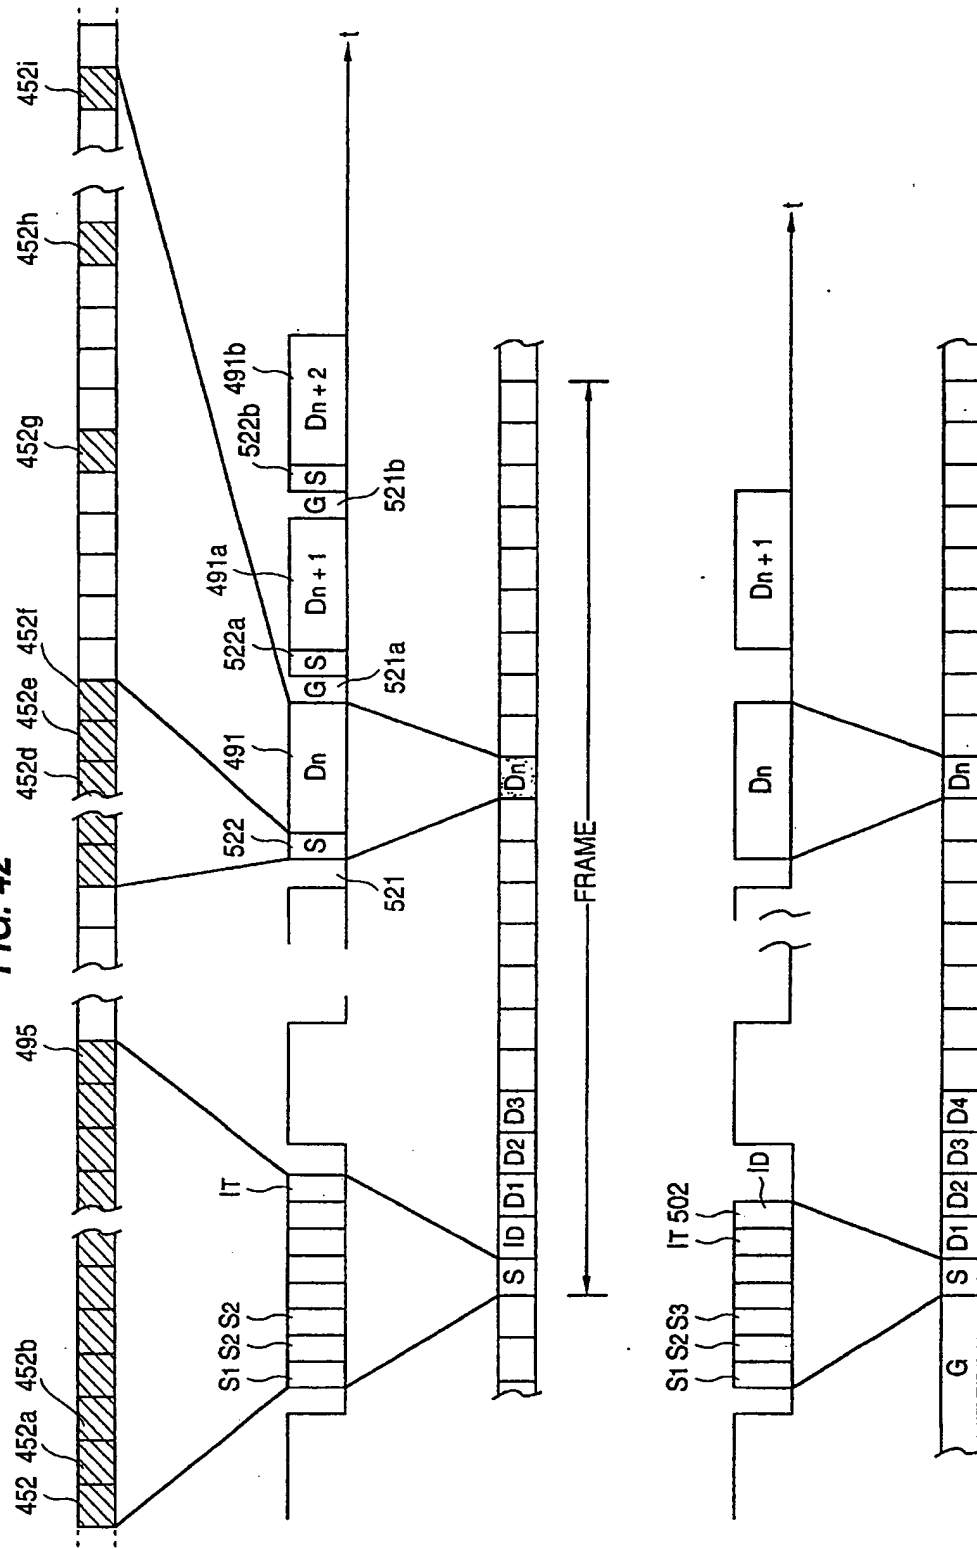 FIG. 42
452 452a 452b 495 452d 452e 452f 452g 452h 452i
S1 S2 S2 IT
522 491 522a 491a 522b 491b
S Dn G S Dn+1 G S Dn+2 t
521 521a 521b
S ID D1 D2 D3 Dn
FRAME
S1 S2 S3 IT 502
ID Dn Dn+1 t
G S D1 D2 D3 D4 Dn